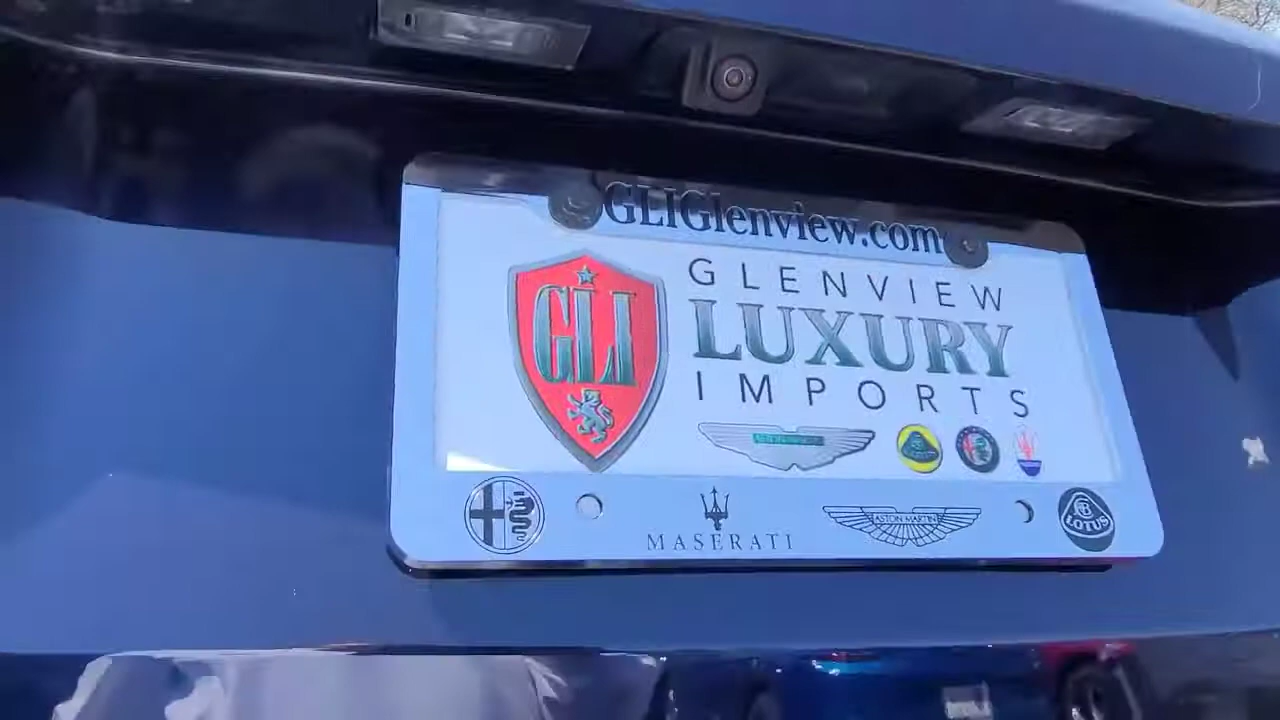 GLIGlenview.com
GLI
GLENVIEW
LUXURY
IMPORTS
MASERATI
ASTON MARTIN
LOTUS